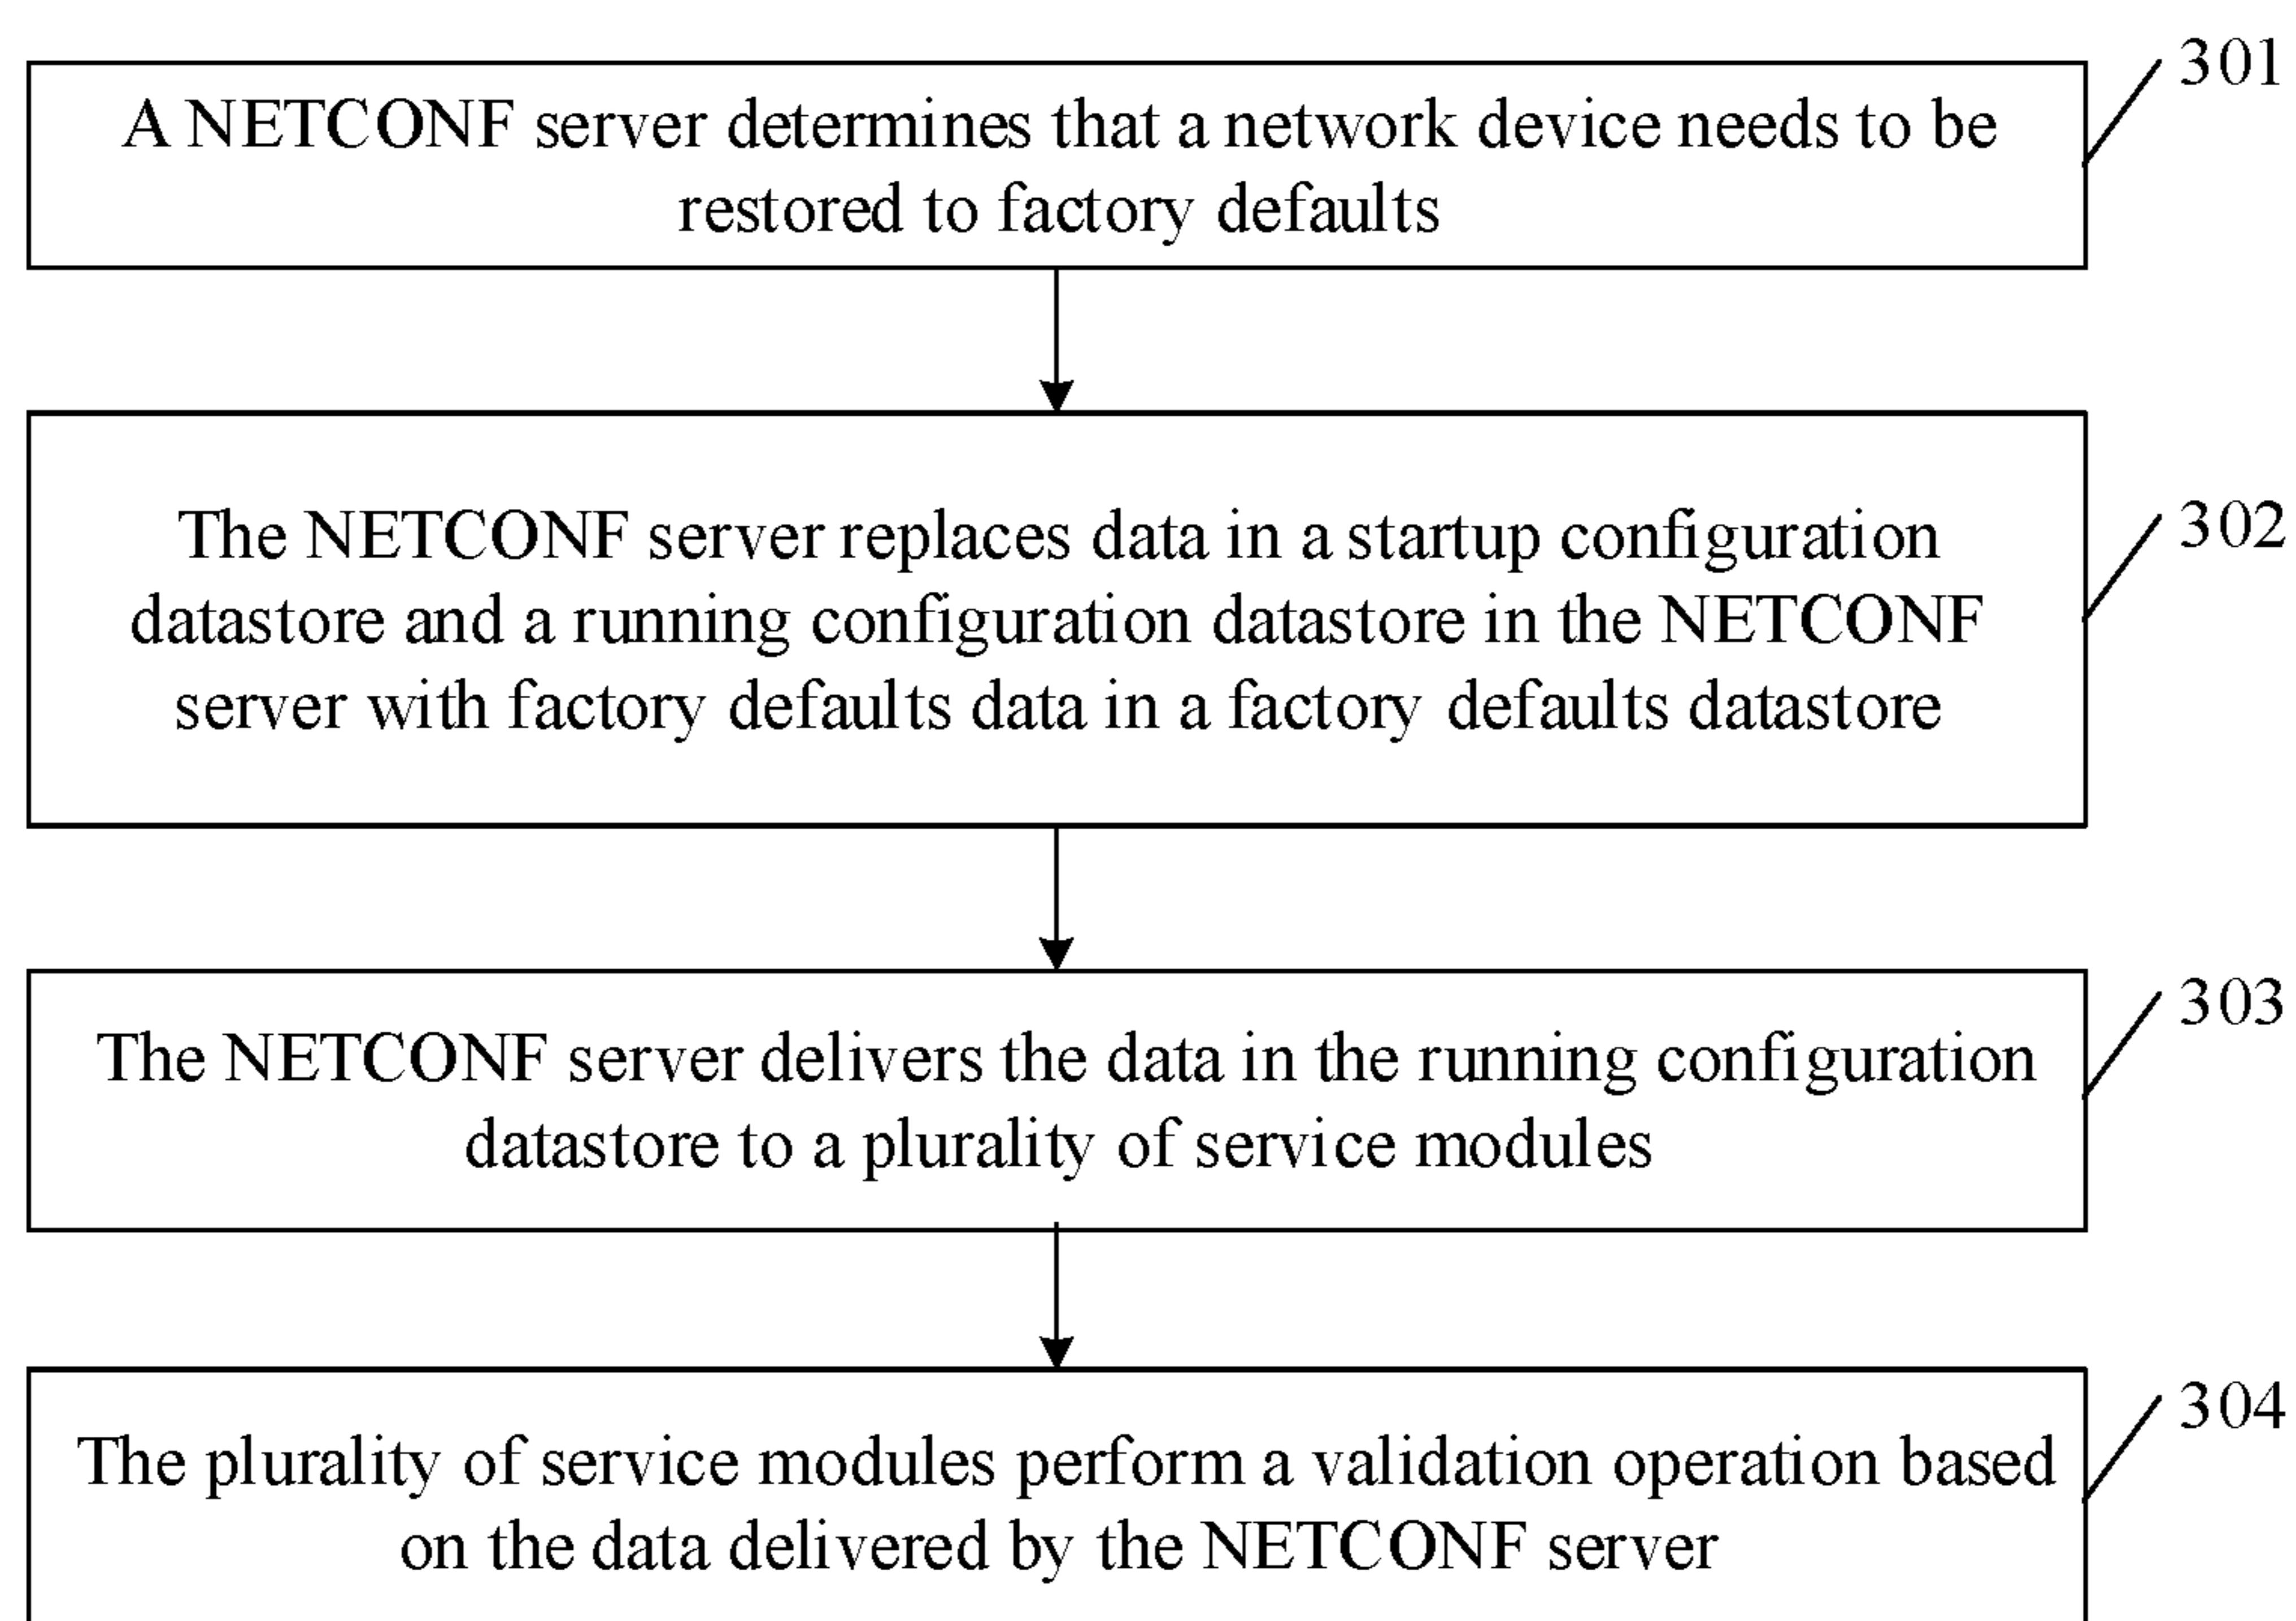 301
A NETCONF server determines that a network device needs to be
restored to factory defaults
302
The NETCONF server replaces data in a startup configuration
datastore and a running configuration datastore in the NETCONF
server with factory defaults data in a factory defaults datastore
303
The NETCONF server delivers the data in the running configuration
datastore to a plurality of service modules
304
The plurality of service modules perform a validation operation based
on the data delivered by the NETCONF server